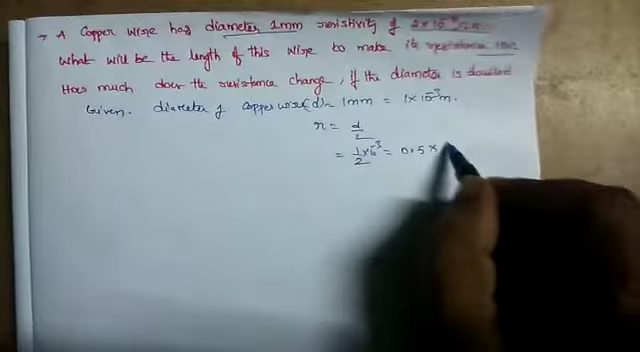 → A Copper wire has diameter 1mm resistivity of 2×10⁻⁸
what will be the length of this wire to make its resistance
How much does the resistance change, if the diameter is doubled
Given. diameter of copper wire(d) = 1mm = 1×10⁻³m.
r = d/2
= 1/2 ×10⁻³ = 0.5×